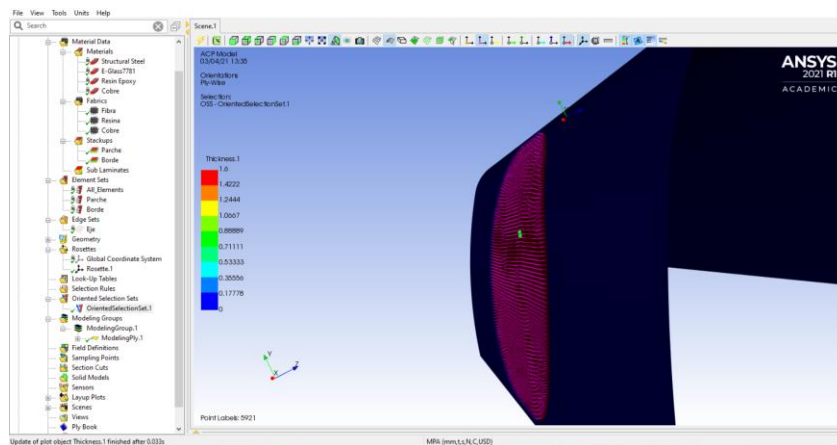 File View Tools Units Help
Search
Scene.1
Material Data
Materials
Structural Steel
E-Glass7781
Resin Epoxy
Cobre
Fabrics
Fibra
Resina
Cobre
Stackups
Parche
Borde
Sub Laminates
Element Sets
All_Elements
Parche
Borde
Edge Sets
Eje
Geometry
Rosettes
Global Coordinate System
Rosette.1
Look-Up Tables
Selection Rules
Oriented Selection Sets
OrientedSelectionSet.1
Modeling Groups
ModelingGroup.1
ModelingPly.1
Field Definitions
Sampling Points
Section Cuts
Solid Models
Sensors
Layup Plots
Scenes
Views
Ply Book
Update of plot object Thickness.1 finished after 0.033s
ACP Model
03/04/21 13:35
Orientations
Ply-Wire
Selection
OSS - OrientedSelectionSet.1
Thickness.1
1.6
1.4222
1.2444
1.0667
0.88889
0.71111
0.53333
0.35556
0.17778
0
Y
Z
X
Point Labels: 5921
ANSYS
2021 R1
ACADEMIC
MPA (mm,t,s,N,C,USD)